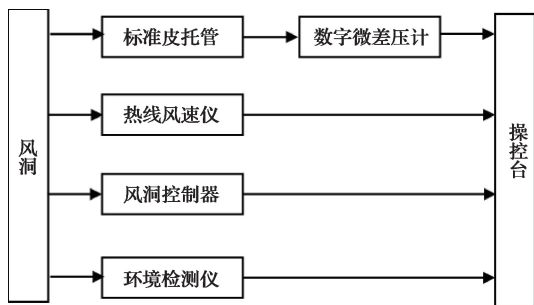 标准皮托管
数字微差压计
热线风速仪
风洞
操控台
风洞控制器
环境检测仪